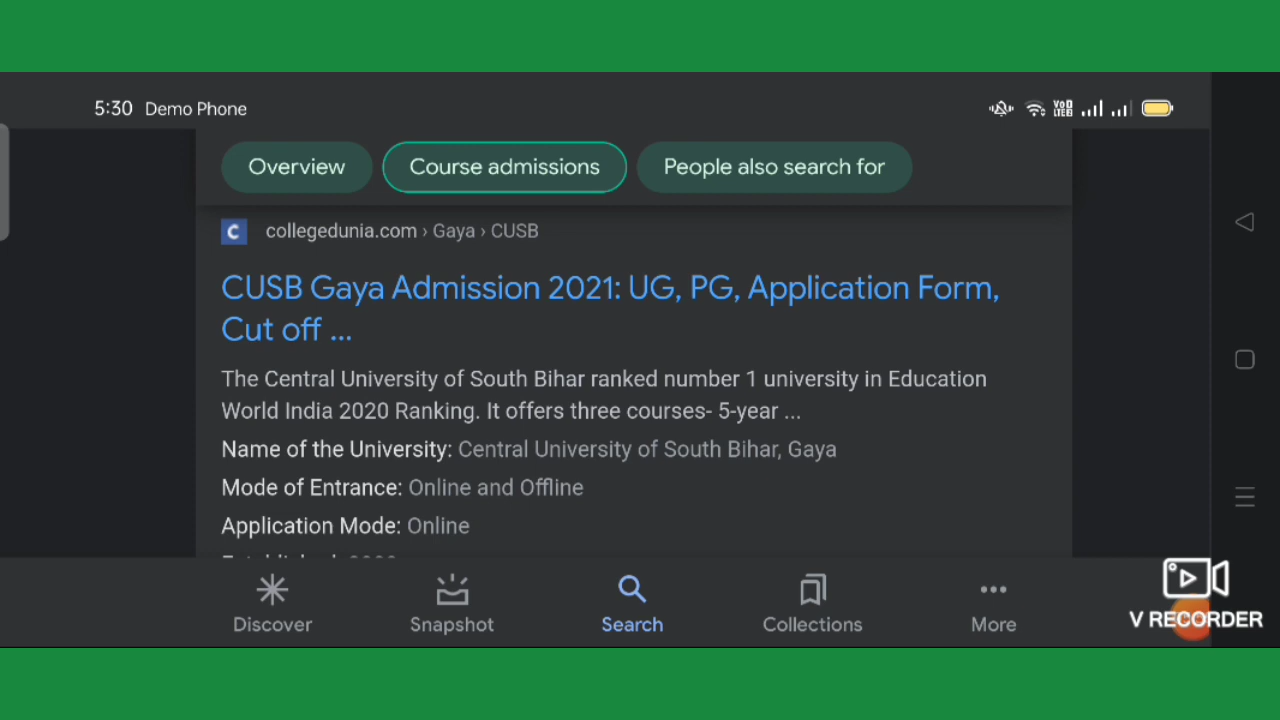 5:30 Demo Phone
VoD LTE2
Overview Course admissions People also search for
C collegedunia.com › Gaya › CUSB
CUSB Gaya Admission 2021: UG, PG, Application Form,
Cut off ...
The Central University of South Bihar ranked number 1 university in Education
World India 2020 Ranking. It offers three courses- 5-year ...
Name of the University: Central University of South Bihar, Gaya
Mode of Entrance: Online and Offline
Application Mode: Online
Discover Snapshot Search Collections More
V RECORDER